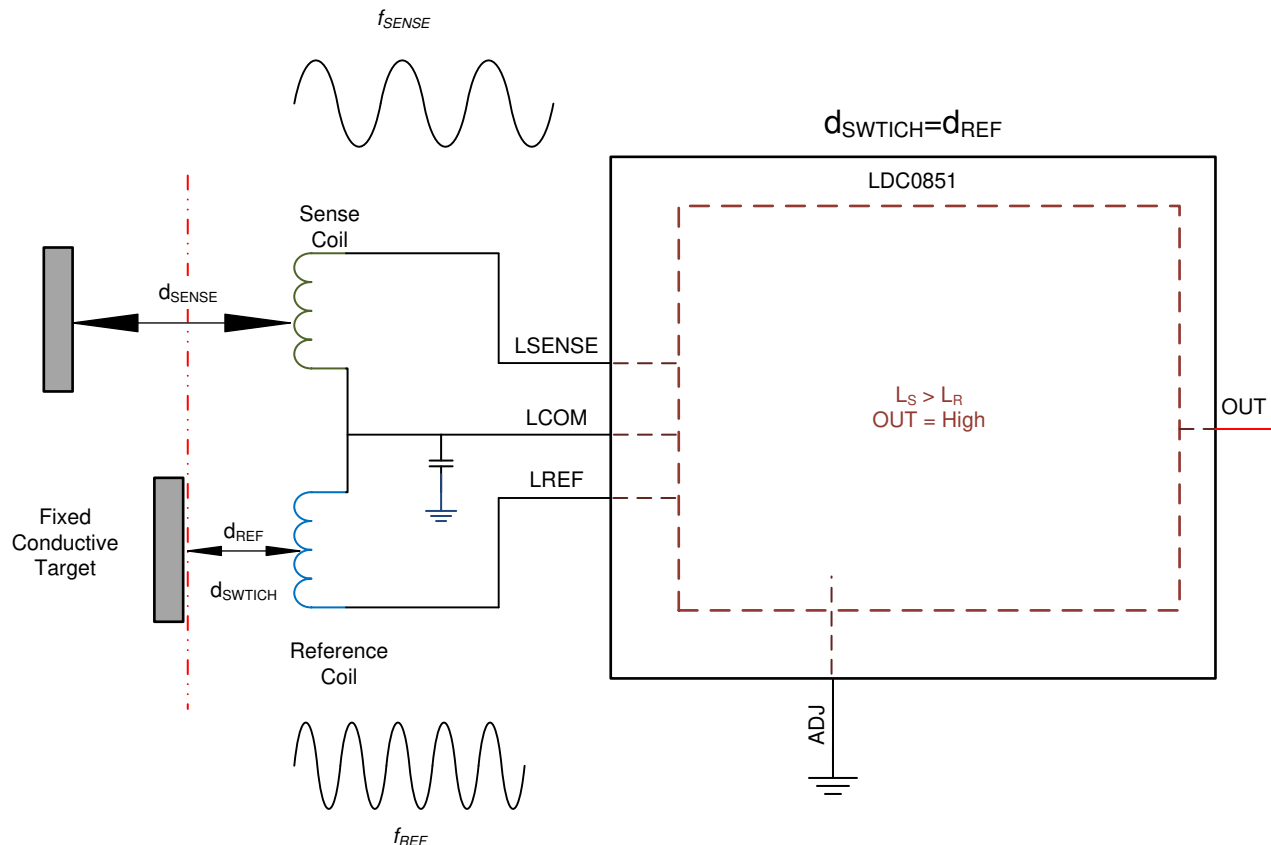 fSENSE
dSWTICH=dREF
LDC0851
Sense
Coil
dSENSE
LSENSE
LCOM
LREF
LS > LR
OUT = High
OUT
Fixed
Conductive
Target
dREF
dSWTICH
Reference
Coil
ADJ
fREF